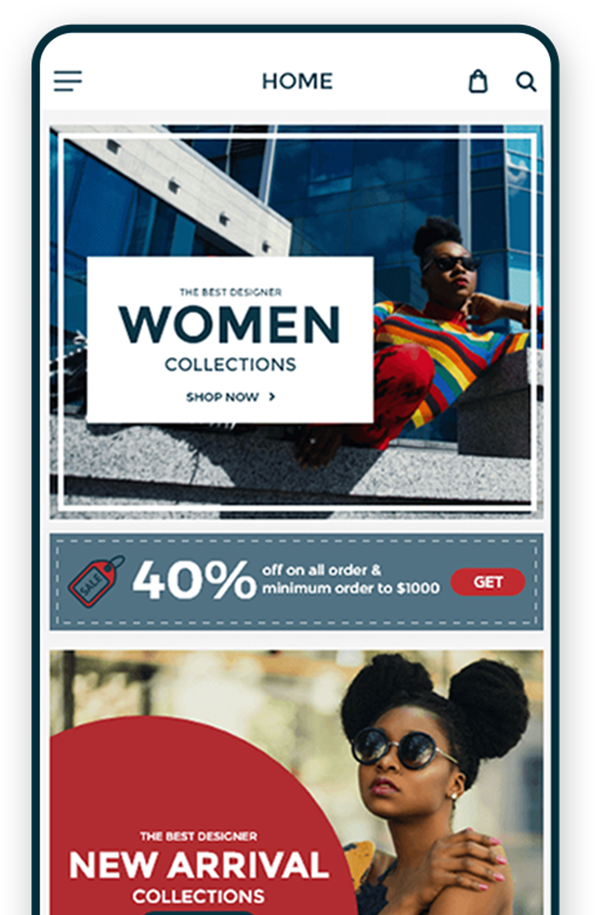 HOME
THE BEST DESIGNER
WOMEN
COLLECTIONS
SHOP NOW >
SALE
40% off on all order &
minimum order to $1000
GET
THE BEST DESIGNER
NEW ARRIVAL
COLLECTIONS